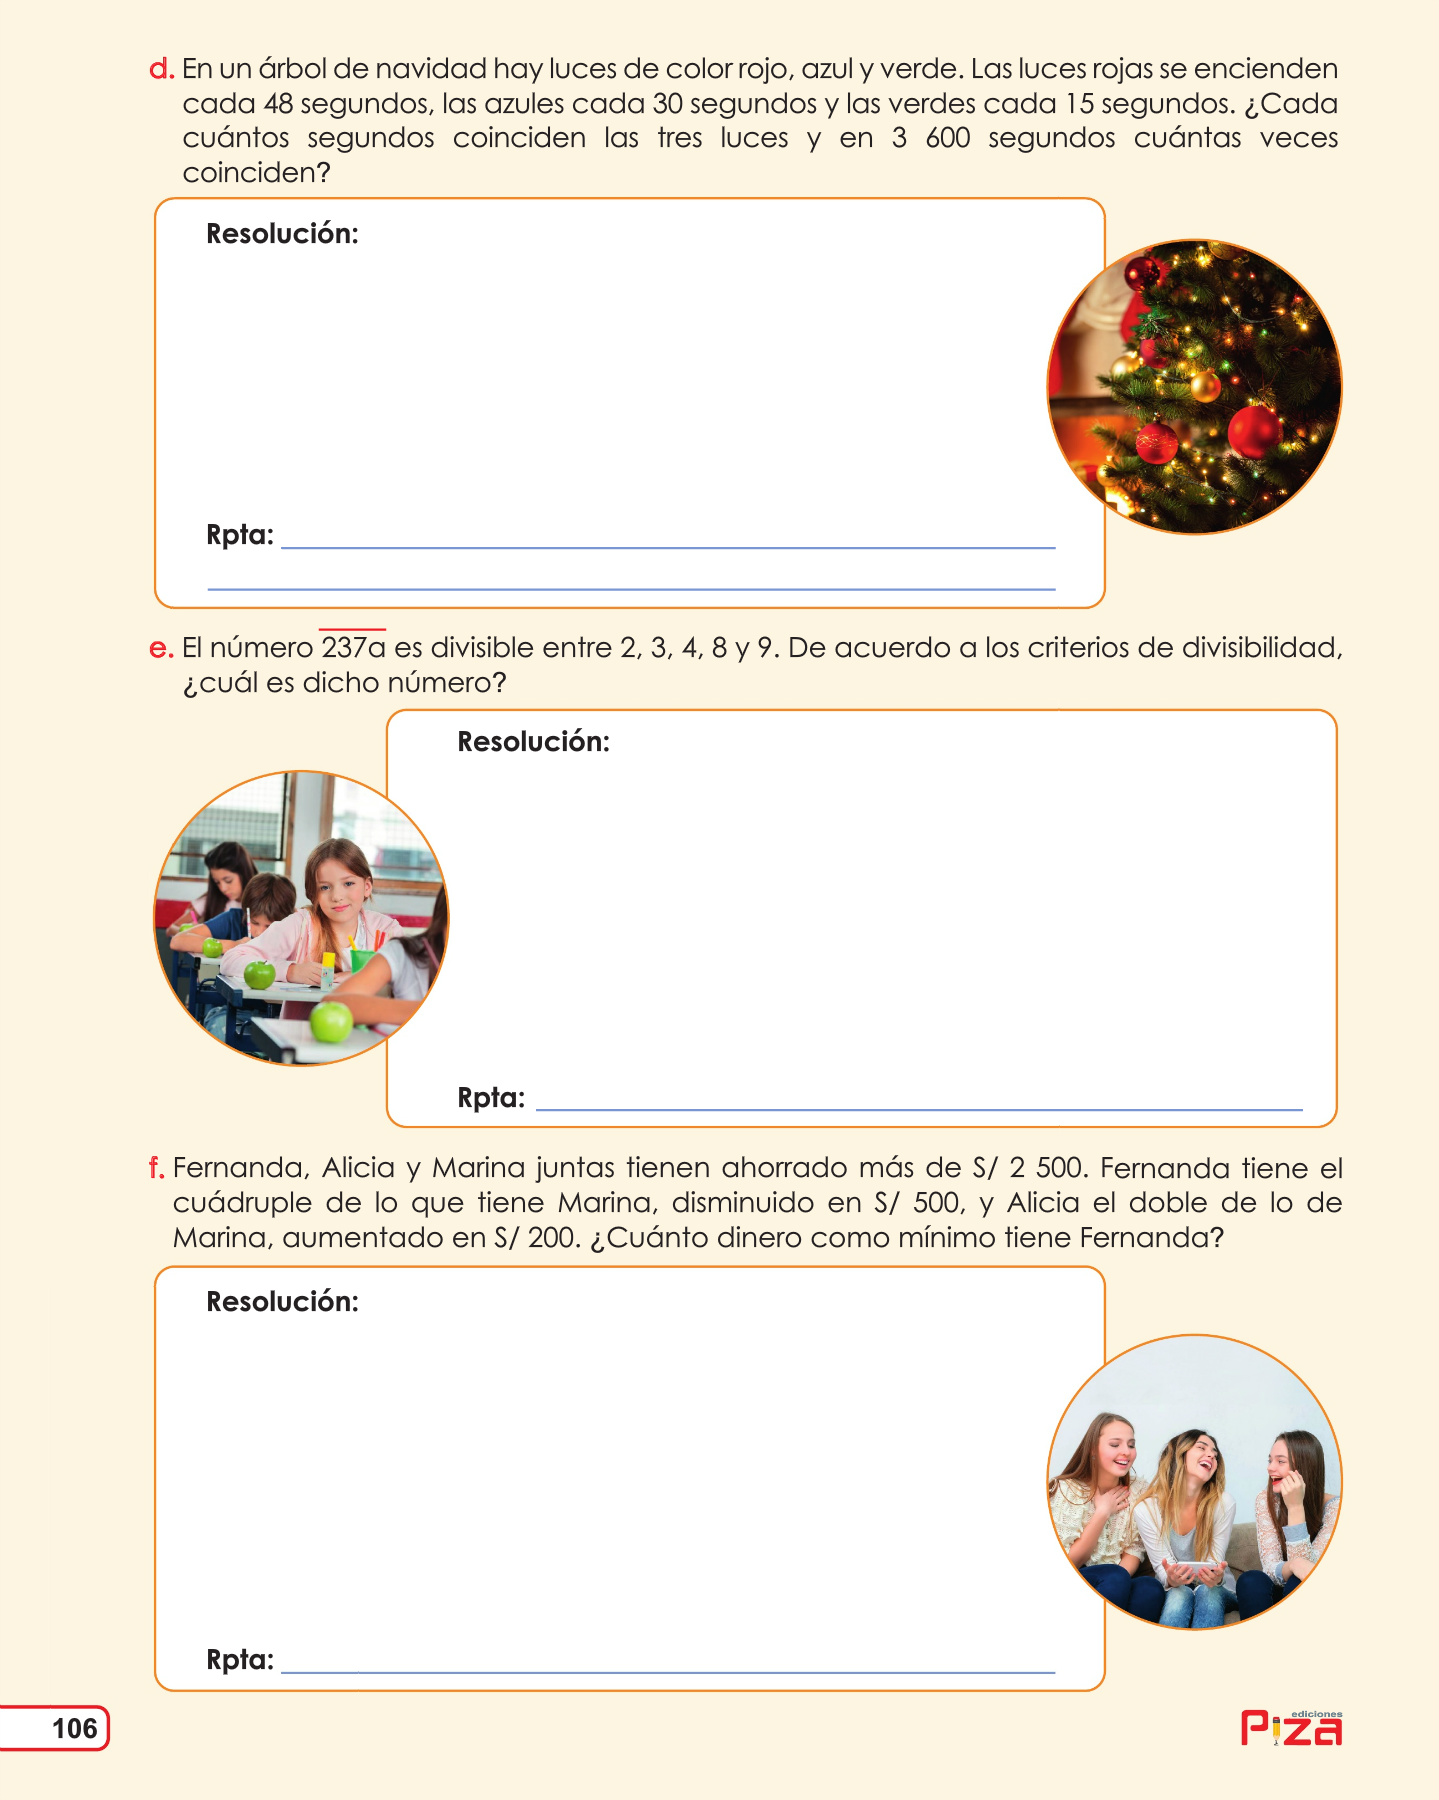 d. En un árbol de navidad hay luces de color rojo, azul y verde. Las luces rojas se encienden
cada 48 segundos, las azules cada 30 segundos y las verdes cada 15 segundos. ¿Cada
cuántos segundos coinciden las tres luces y en 3 600 segundos cuántas veces
coinciden?
Resolución:
Rpta:
e. El número 237a es divisible entre 2, 3, 4, 8 y 9. De acuerdo a los criterios de divisibilidad,
¿cuál es dicho número?
Resolución:
Rpta:
f. Fernanda, Alicia y Marina juntas tienen ahorrado más de S/ 2 500. Fernanda tiene el
cuádruple de lo que tiene Marina, disminuido en S/ 500, y Alicia el doble de lo de
Marina, aumentado en S/ 200. ¿Cuánto dinero como mínimo tiene Fernanda?
Resolución:
Rpta:
106
ediciones
Piza